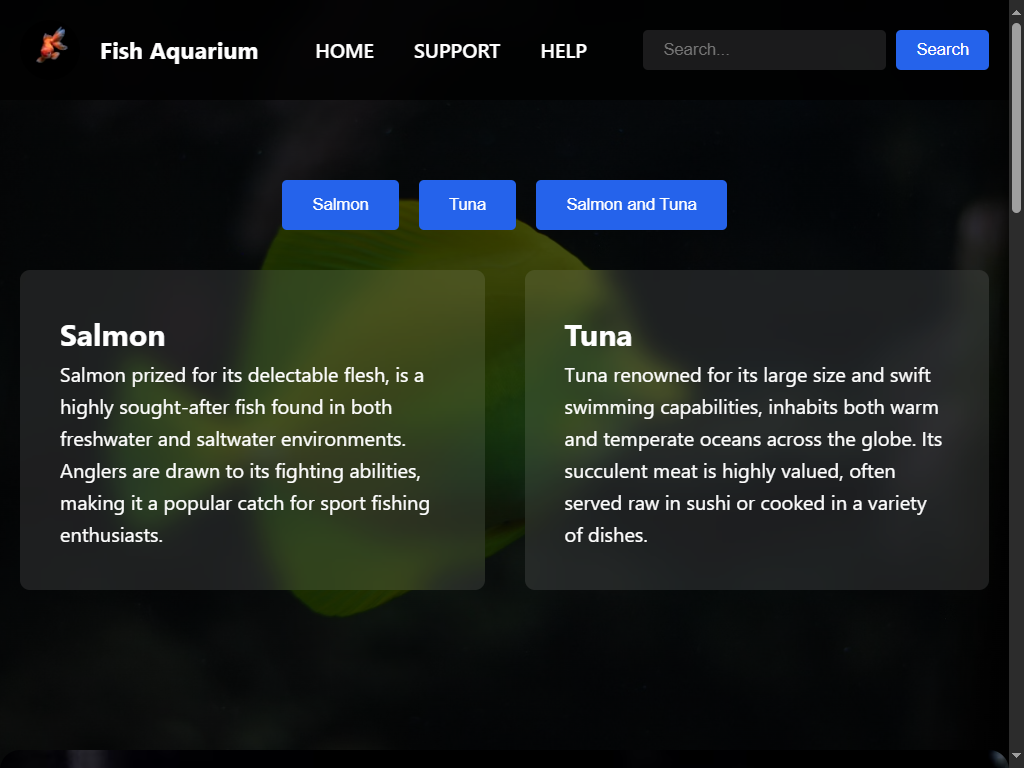 Fish Aquarium HOME SUPPORT HELP Search... Search
Salmon Tuna Salmon and Tuna
Salmon
Salmon prized for its delectable flesh, is a
highly sought-after fish found in both
freshwater and saltwater environments.
Anglers are drawn to its fighting abilities,
making it a popular catch for sport fishing
enthusiasts.
Tuna
Tuna renowned for its large size and swift
swimming capabilities, inhabits both warm
and temperate oceans across the globe. Its
succulent meat is highly valued, often
served raw in sushi or cooked in a variety
of dishes.